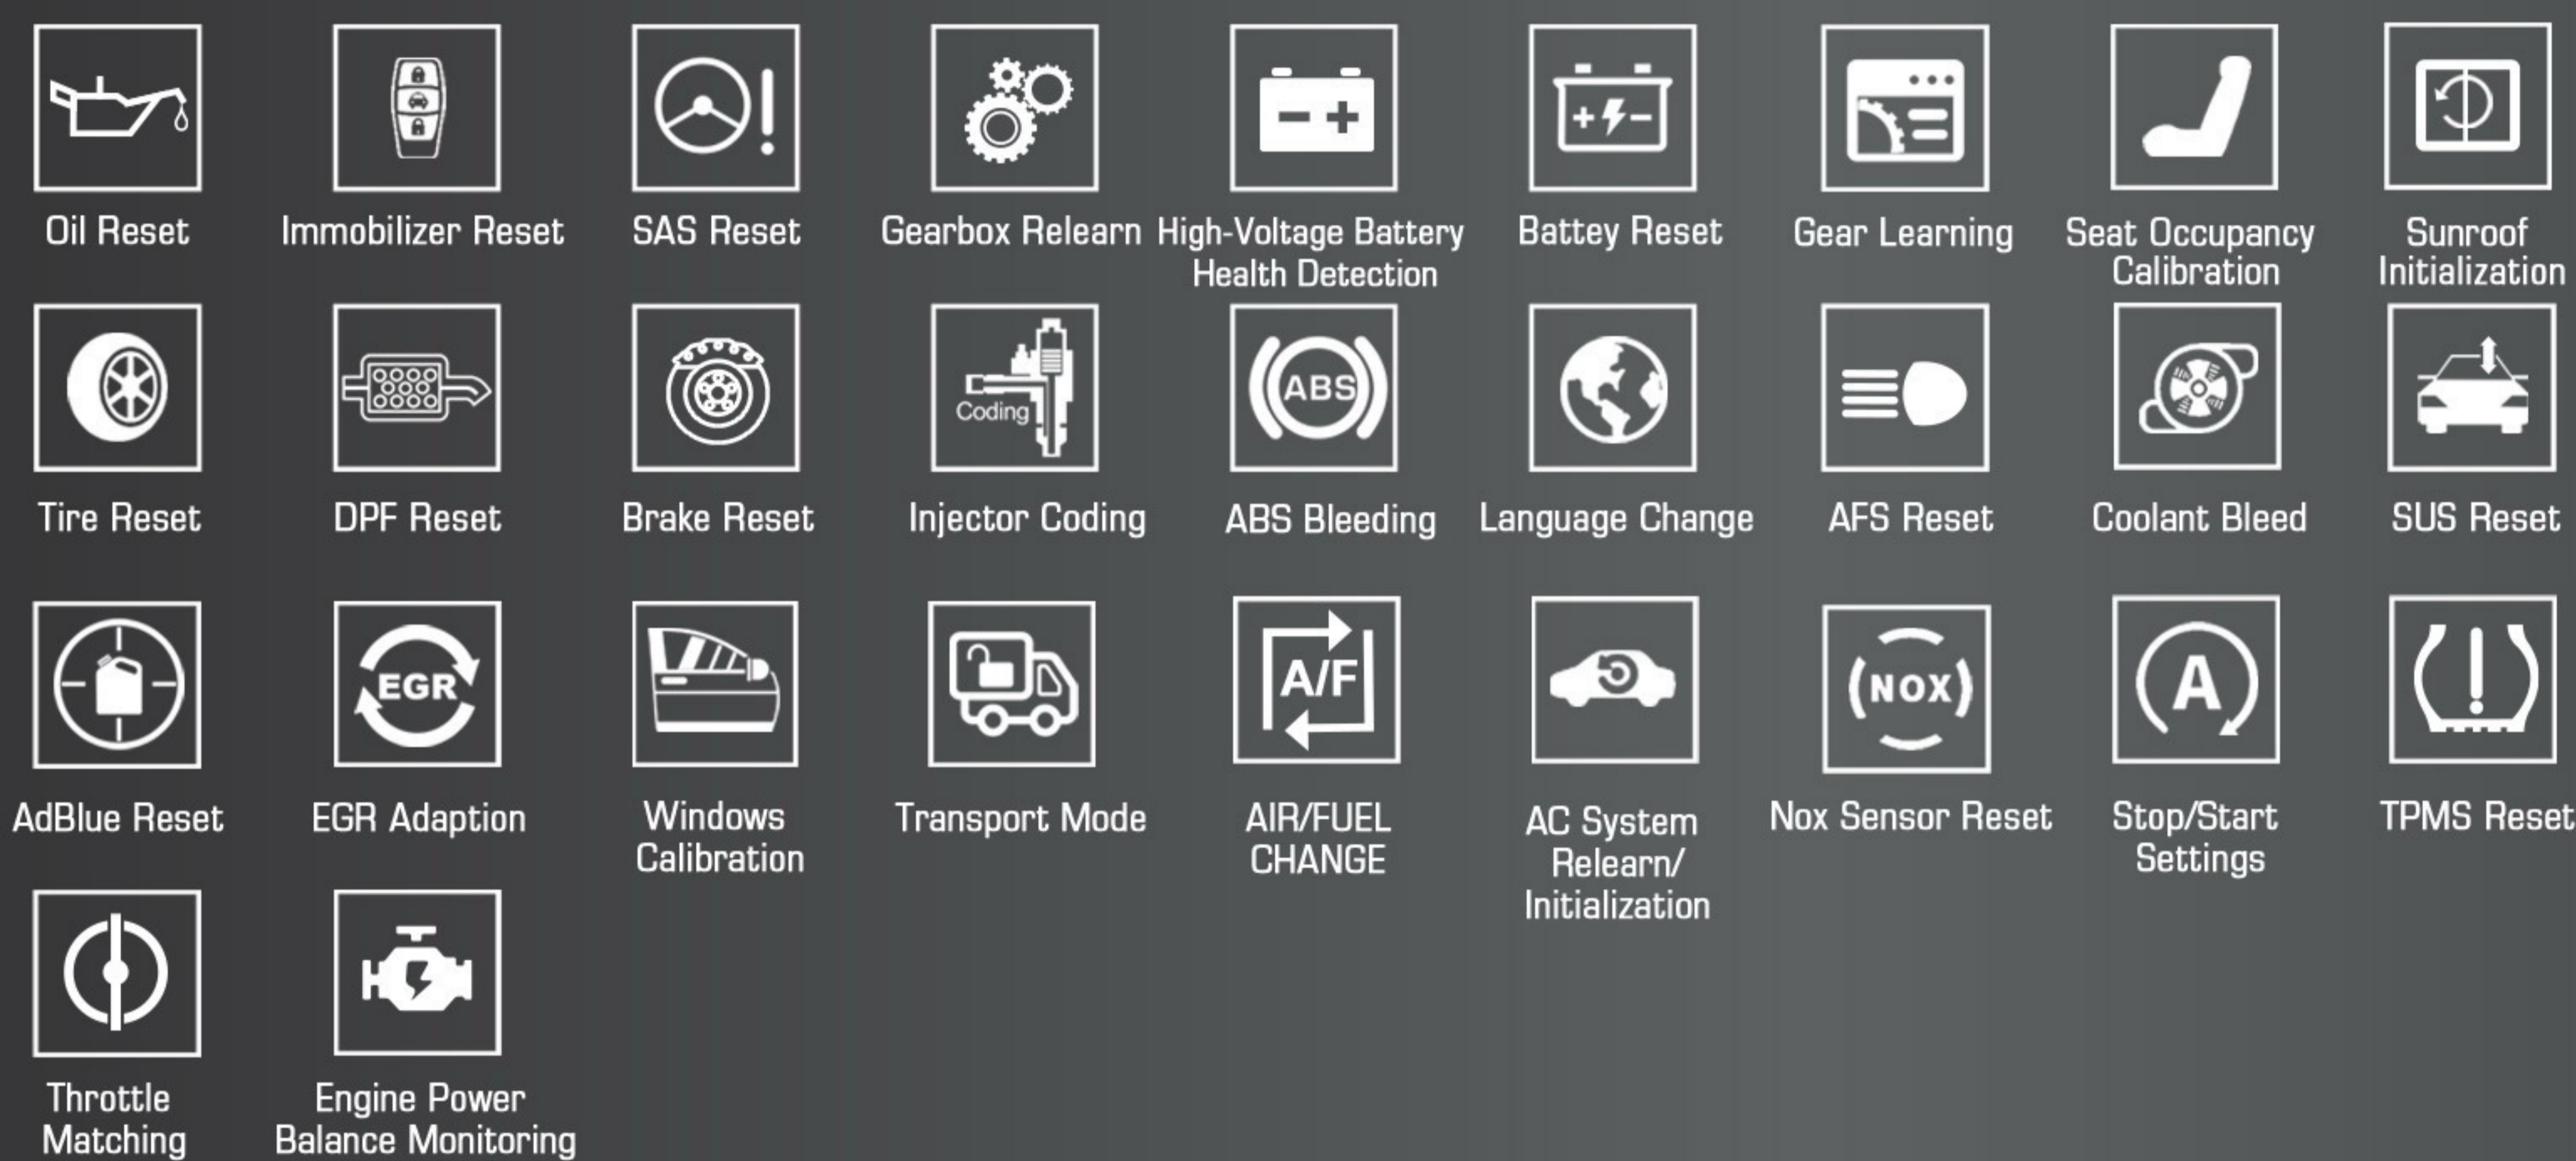 Oil Reset
Immobilizer Reset
SAS Reset
Gearbox Relearn
High-Voltage Battery
Health Detection
Battey Reset
Gear Learning
Seat Occupancy
Calibration
Sunroof
Initialization
Coding
ABS
Tire Reset
DPF Reset
Brake Reset
Injector Coding
ABS Bleeding
Language Change
AFS Reset
Coolant Bleed
SUS Reset
EGR
A/F
NOX
A
AdBlue Reset
EGR Adaption
Windows
Calibration
Transport Mode
AIR/FUEL
CHANGE
AC System
Relearn/
Initialization
Nox Sensor Reset
Stop/Start
Settings
TPMS Reset
Throttle
Matching
Engine Power
Balance Monitoring